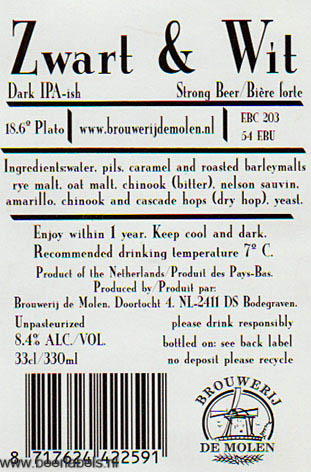 Zwart & Wit
Dark IPA-ish Strong Beer/Bière forte
18.6° Plato www.brouwerijdemolen.nl EBC 203
54 EBU
Ingredients:water, pils, caramel and roasted barleymalts
rye malt, oat malt, chinook (bitter), nelson sauvin,
amarillo, chinook and cascade hops (dry hop), yeast.
Enjoy within 1 year. Keep cool and dark.
Recommended drinking temperature 7° C.
Product of the Netherlands/Produit des Pays-Bas.
Produced by/Produit par:
Brouwerij de Molen, Doortocht 4, NL-2411 DS Bodegraven.
Unpasteurized please drink responsibly
8.4% ALC./VOL. bottled on: see back label
33cl/330ml no deposit please recycle
BROUWERIJ
DE MOLEN
8 717624 422591
www.beerlabels.nl